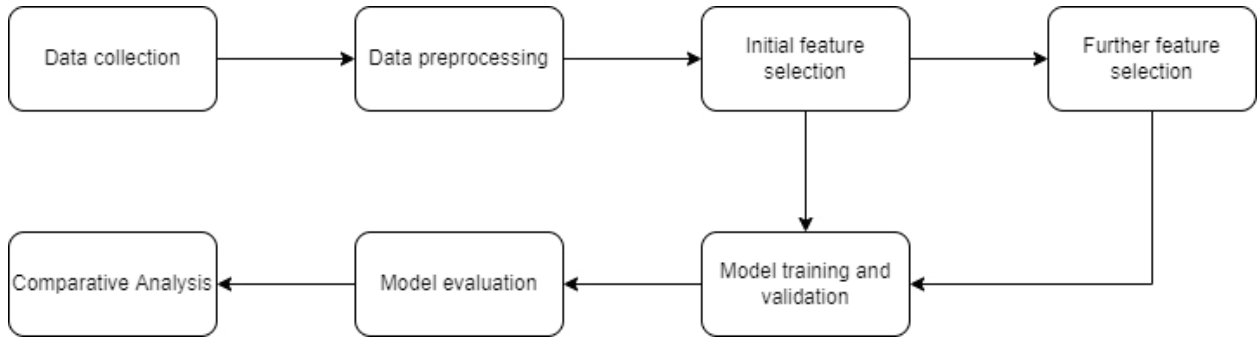 Data collection
Data preprocessing
Initial feature
selection
Further feature
selection
Comparative Analysis
Model evaluation
Model training and
validation